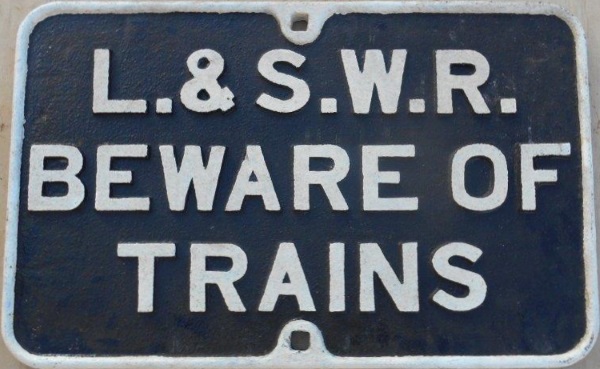 L.& S.W.R.
BEWARE OF
TRAINS